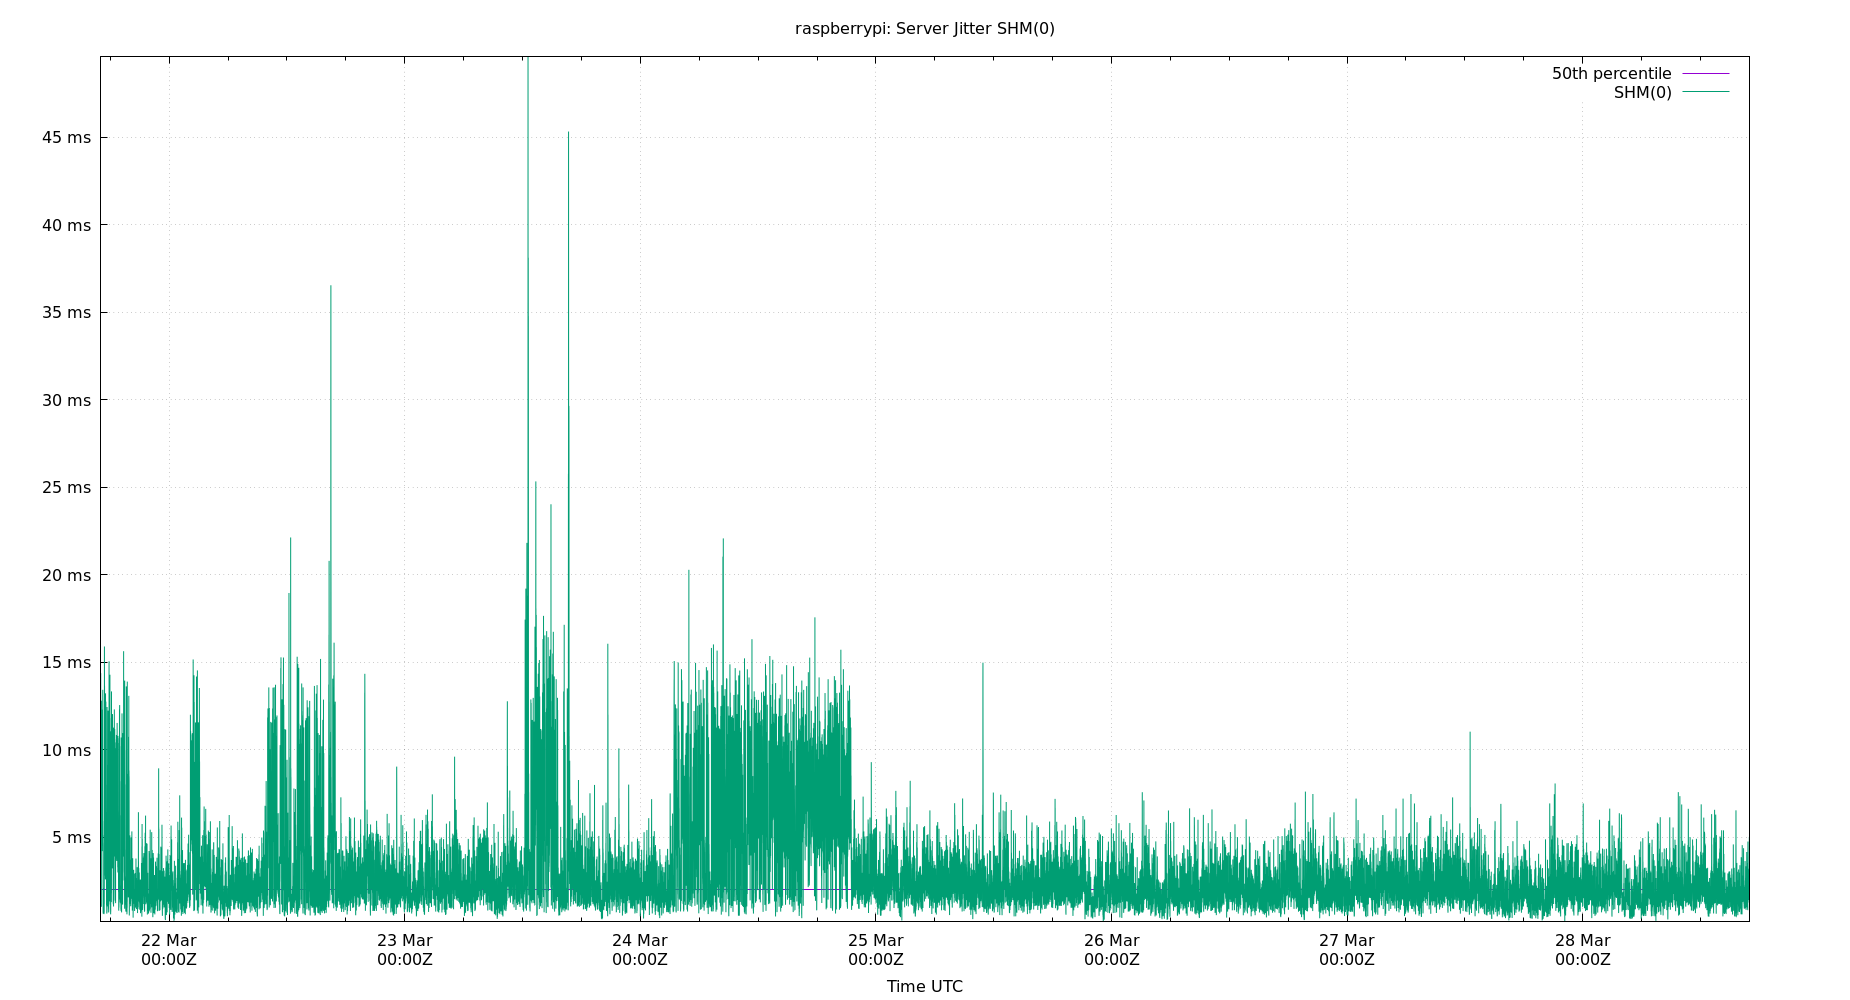 raspberrypi: Server Jitter SHM(0)
50th percentile
SHM(0)
45 ms
40 ms
35 ms
30 ms
25 ms
20 ms
15 ms
10 ms
5 ms
22 Mar 23 Mar 24 Mar 25 Mar 26 Mar 27 Mar 28 Mar
00:00Z 00:00Z 00:00Z 00:00Z 00:00Z 00:00Z 00:00Z
Time UTC